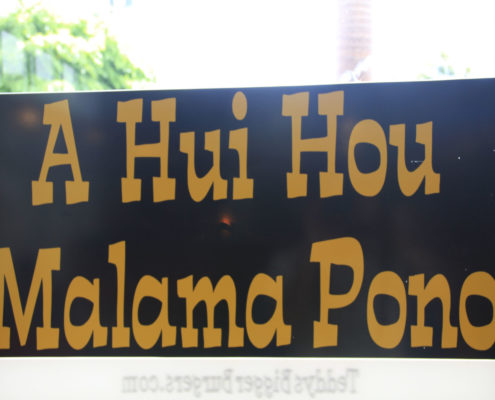 A Hui Hou
Malama Pono
TeddysBiggerBurgers.com